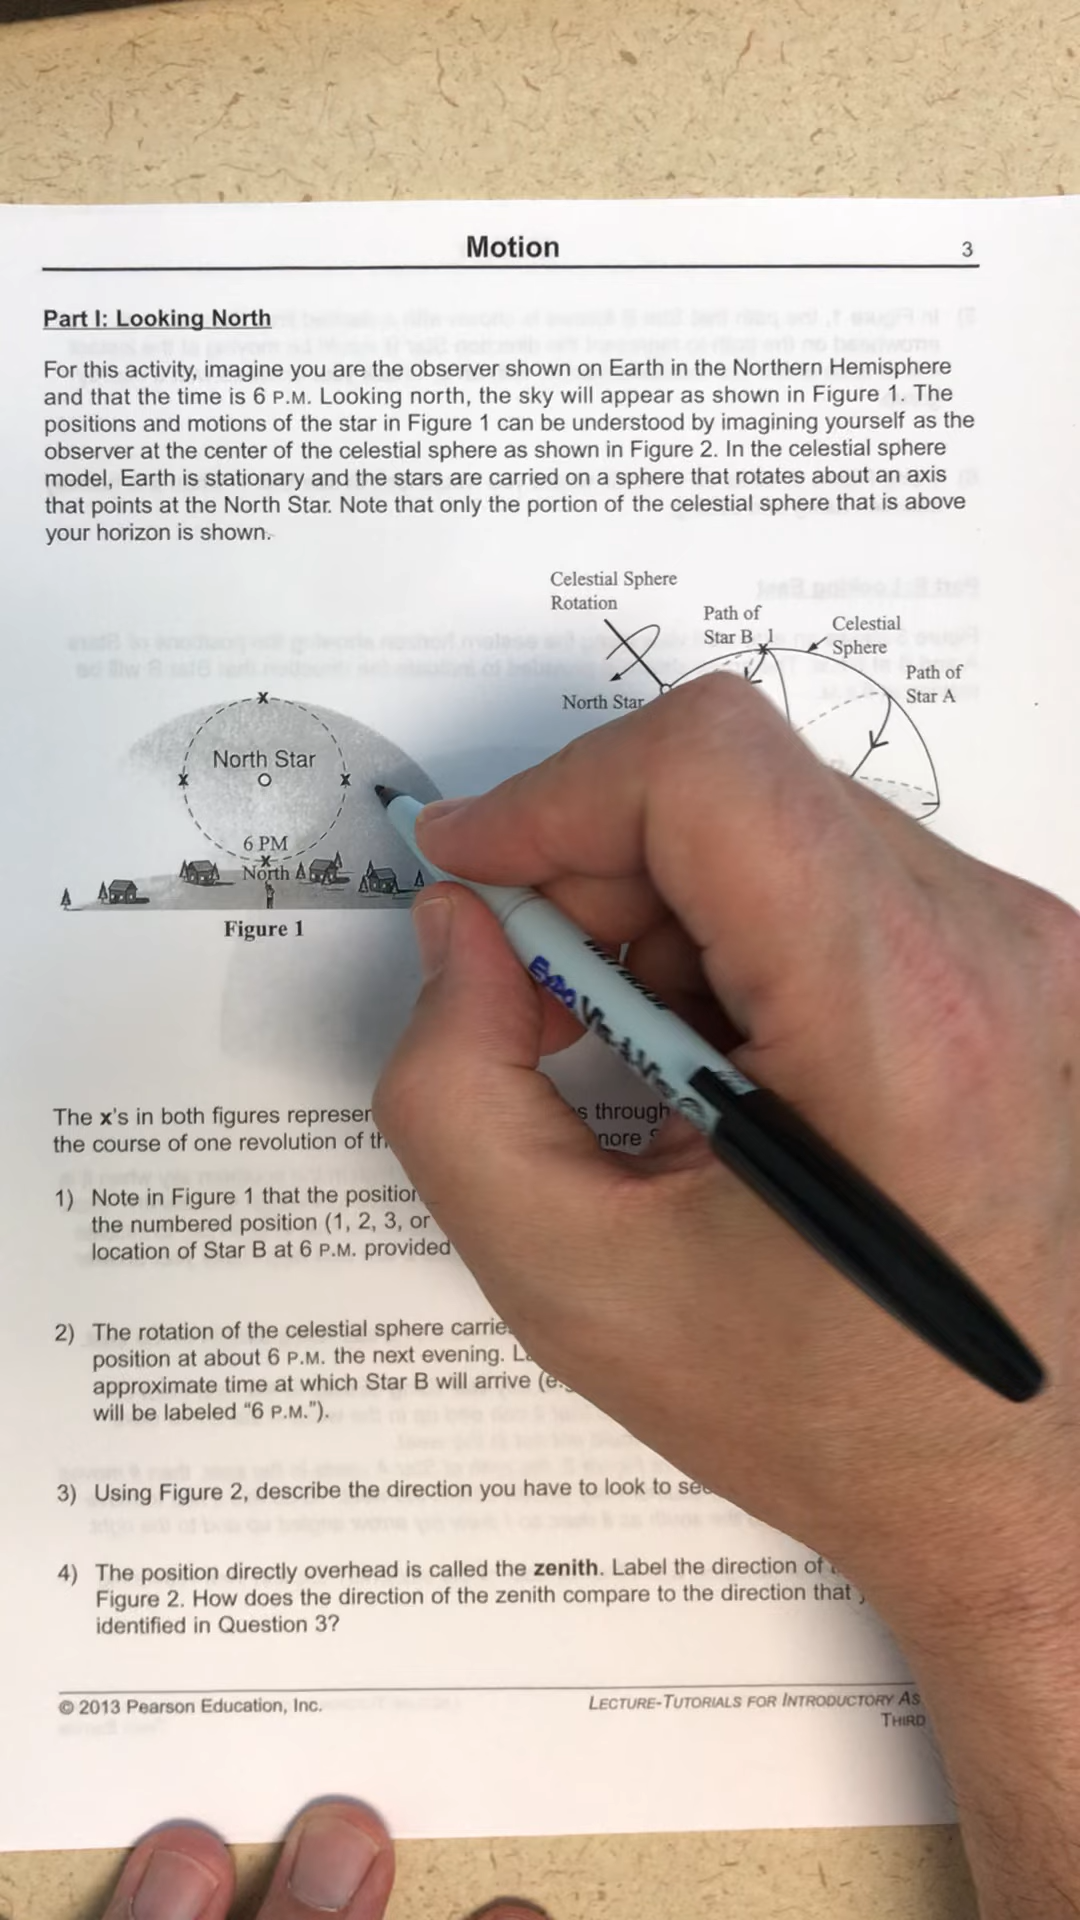 Motion
3
Part I: Looking North
For this activity, imagine you are the observer shown on Earth in the Northern Hemisphere
and that the time is 6 P.M. Looking north, the sky will appear as shown in Figure 1. The
positions and motions of the star in Figure 1 can be understood by imagining yourself as the
observer at the center of the celestial sphere as shown in Figure 2. In the celestial sphere
model, Earth is stationary and the stars are carried on a sphere that rotates about an axis
that points at the North Star. Note that only the portion of the celestial sphere that is above
your horizon is shown.
Celestial Sphere
Rotation
Path of
Star B 1
x
Celestial
Sphere
Path of
Star A
North Star
x
North Star
x
x
6 PM
x
North
Figure 1
Expo Vis-à-Vis
WET ERASE
The x's in both figures represen
s through
the course of one revolution of th
nore S
1) Note in Figure 1 that the position
the numbered position (1, 2, 3, or
location of Star B at 6 P.M. provided
2) The rotation of the celestial sphere carries
position at about 6 P.M. the next evening. La
approximate time at which Star B will arrive (e.g
will be labeled “6 P.M.”).
3) Using Figure 2, describe the direction you have to look to see
4) The position directly overhead is called the zenith. Label the direction of
Figure 2. How does the direction of the zenith compare to the direction that y
identified in Question 3?
© 2013 Pearson Education, Inc.
LECTURE-TUTORIALS FOR INTRODUCTORY AS
THIRD